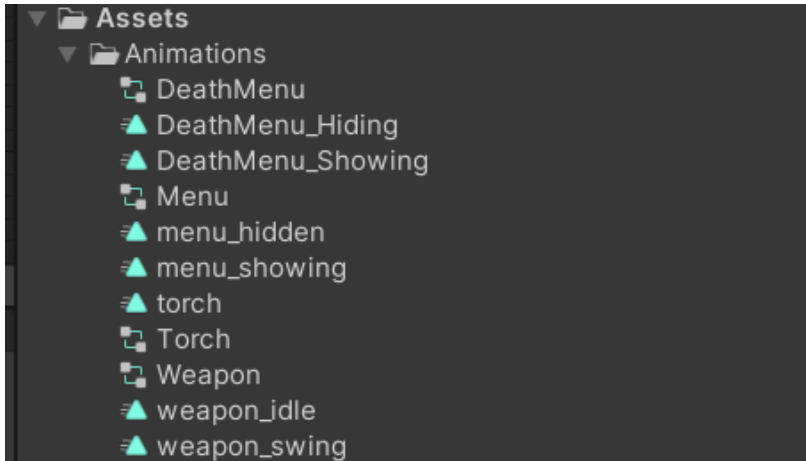 Assets
Animations
DeathMenu
DeathMenu_Hiding
DeathMenu_Showing
Menu
menu_hidden
menu_showing
torch
Torch
Weapon
weapon_idle
weapon_swing